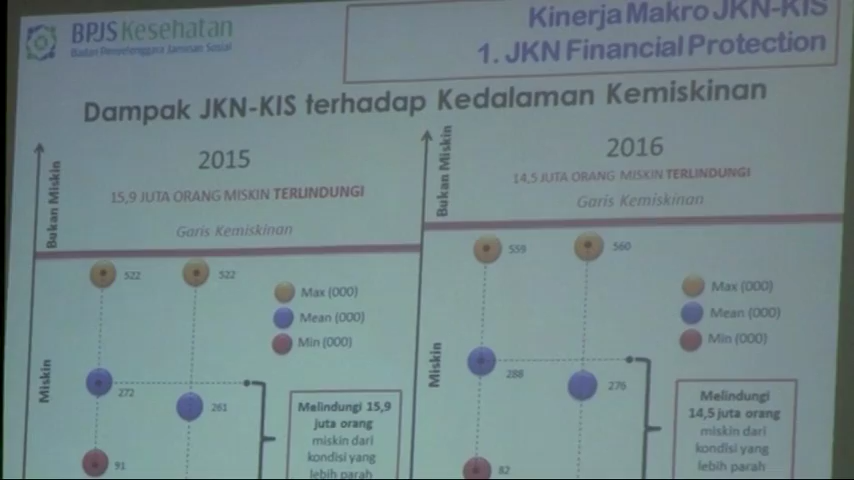 BPJS Kesehatan
Badan Penyelenggara Jaminan Sosial
Kinerja Makro JKN-KIS
1. JKN Financial Protection
Dampak JKN-KIS terhadap Kedalaman Kemiskinan
Bukan Miskin
2015
15,9 JUTA ORANG MISKIN TERLINDUNGI
Garis Kemiskinan
522
522
Max (000)
Mean (000)
Min (000)
Miskin
272
261
91
Melindungi 15,9
juta orang
miskin dari
kondisi yang
lebih parah
Bukan Miskin
2016
14,5 JUTA ORANG MISKIN TERLINDUNGI
Garis Kemiskinan
559
560
Max (000)
Mean (000)
Min (000)
Miskin
288
276
82
Melindungi
14,5 juta orang
miskin dari
kondisi yang
lebih parah